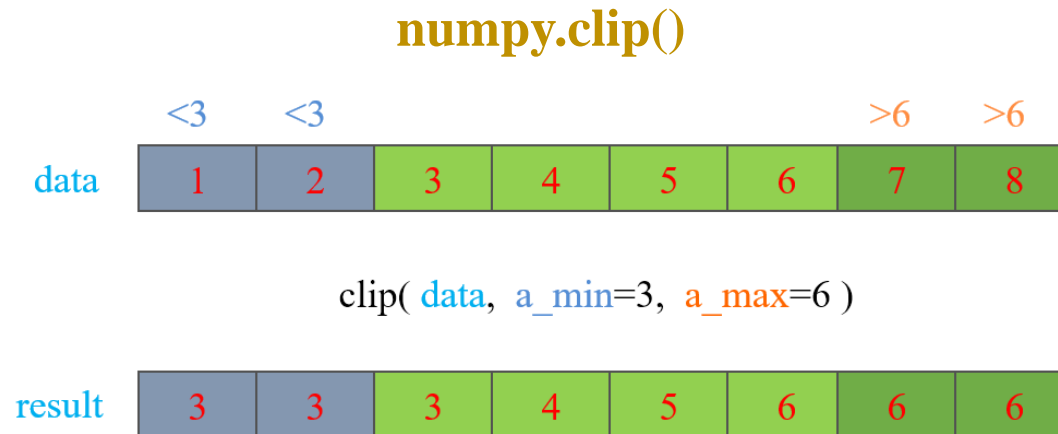 numpy.clip()
<3 <3 >6 >6
data 1 2 3 4 5 6 7 8
clip( data, a_min=3, a_max=6 )
result 3 3 3 4 5 6 6 6